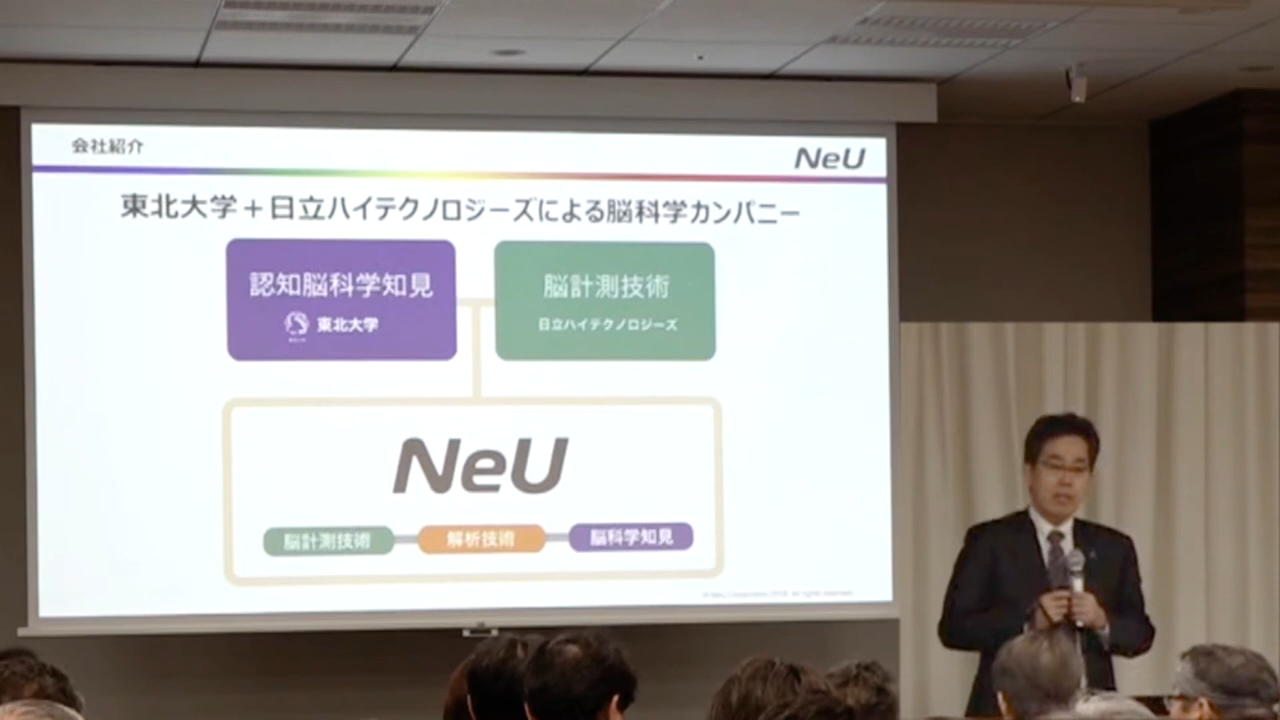 会社紹介
NeU
東北大学+日立ハイテクノロジーズによる脳科学カンパニー
認知脳科学知見
東北大学
脳計測技術
日立ハイテクノロジーズ
NeU
脳計測技術
解析技術
脳科学知見